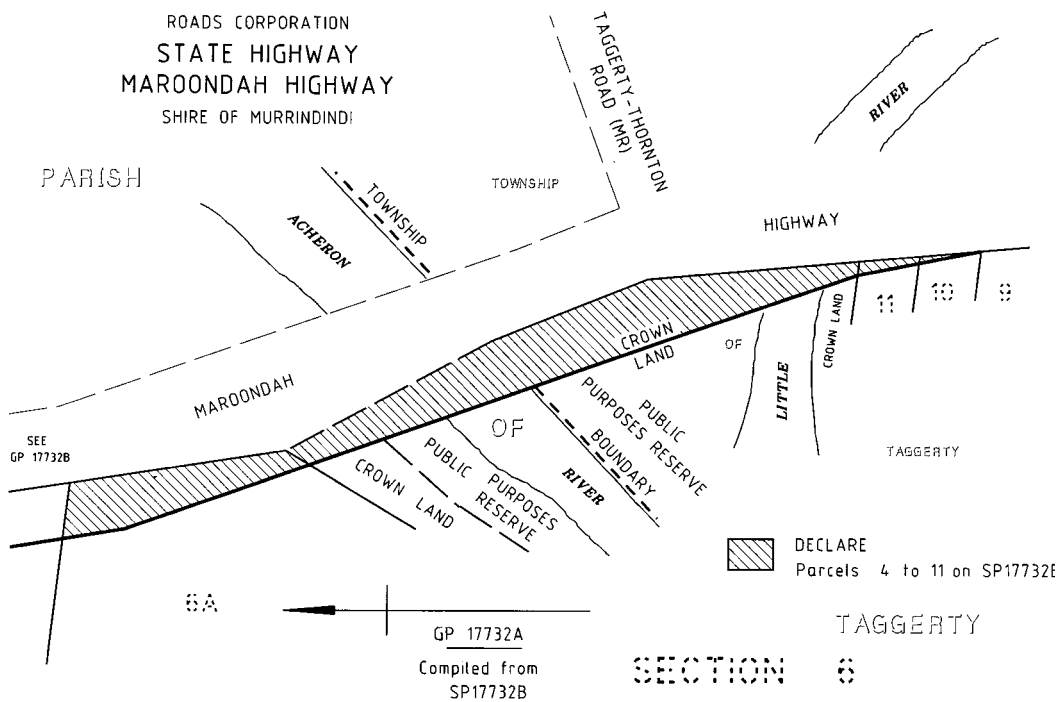 ROADS CORPORATION
STATE HIGHWAY
MAROONDAH HIGHWAY
SHIRE OF MURRINDINDI
TAGGERTY-THORNTON
ROAD (MR)
RIVER
PARISH
TOWNSHIP
TOWNSHIP
ACHERON
HIGHWAY
11
10
9
CROWN
LAND
OF
CROWN LAND
MAROONDAH
LITTLE
SEE
GP 17732B
OF
PUBLIC
PURPOSES RESERVE
BOUNDARY
RIVER
PUBLIC PURPOSES
RESERVE
CROWN LAND
TAGGERTY
DECLARE
Parcels 4 to 11 on SP17732B
6A
GP 17732A
Compiled from
SP17732B
TAGGERTY
SECTION 6